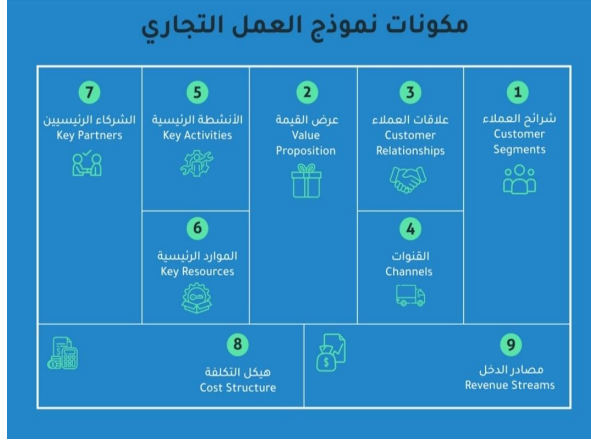 مكونات نموذج العمل التجاري
1
شرائح العملاء
Customer
Segments
3
علاقات العملاء
Customer
Relationships
4
القنوات
Channels
2
عرض القيمة
Value
Proposition
5
الأنشطة الرئيسية
Key Activities
6
الموارد الرئيسية
Key Resources
7
الشركاء الرئيسيين
Key Partners
9
مصادر الدخل
Revenue Streams
$
8
هيكل التكلفة
Cost Structure